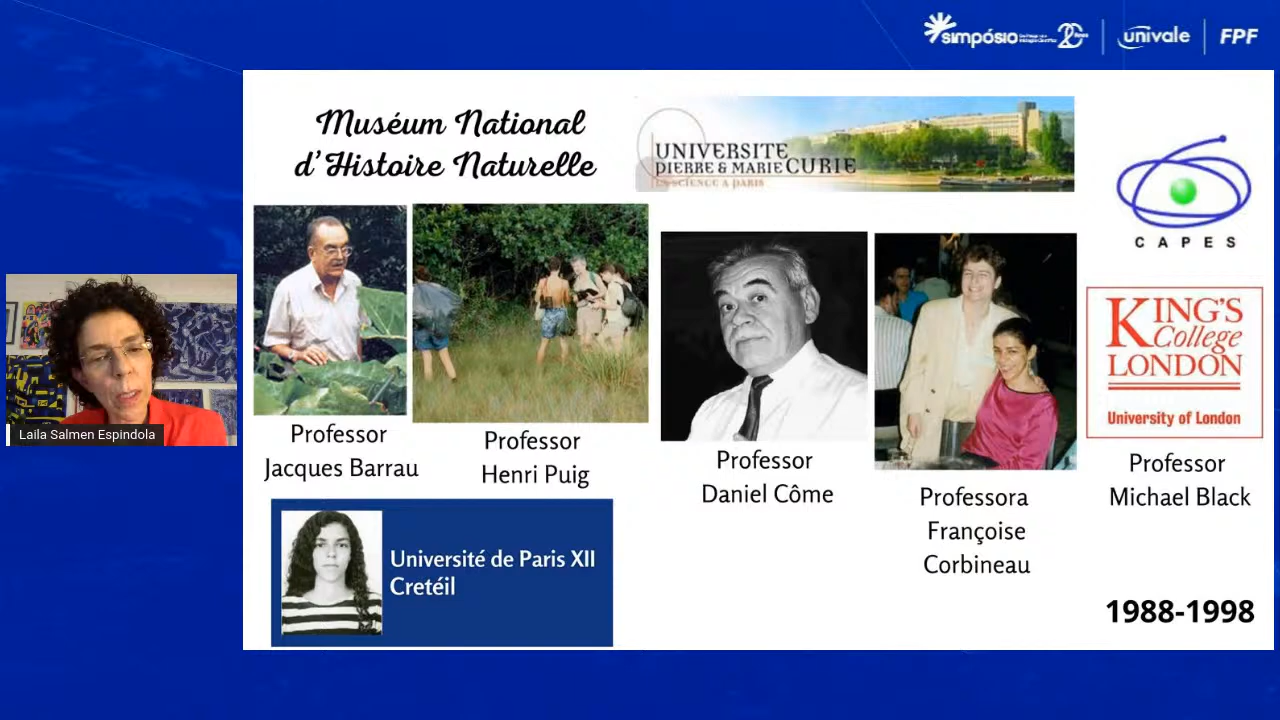 simpósio
univale
FPF
Muséum National
d'Histoire Naturelle
UNIVERSITE
PIERRE & MARIE CURIE
LA SCIENCE A PARIS
CAPES
KING'S
College
LONDON
University of London
Professor
Jacques Barrau
Professor
Henri Puig
Professor
Daniel Côme
Professora
Françoise
Corbineau
Professor
Michael Black
Université de Paris XII
Cretéil
1988-1998
Laila Salmen Espindola